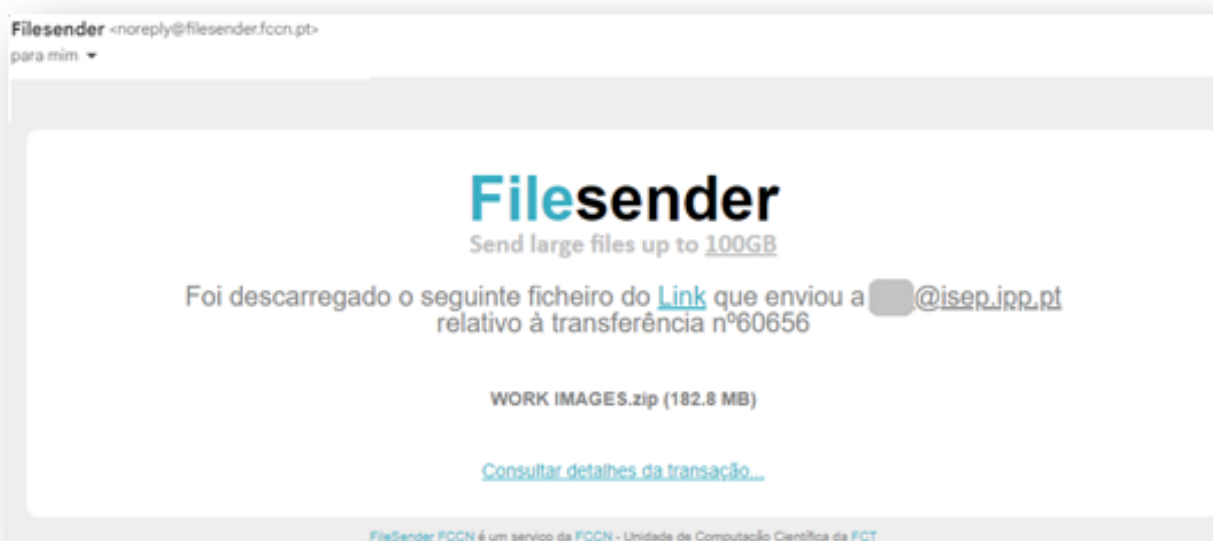 Filesender <noreply@filesender.fccn.pt>
para mim
Filesender
Send large files up to 100GB
Foi descarregado o seguinte ficheiro do Link que enviou a @isep.ipp.pt
relativo à transferência nº60656
WORK IMAGES.zip (182.8 MB)
Consultar detalhes da transação...
FileSender FCCN é um serviço da FCCN - Unidade de Computação Científica da FCT